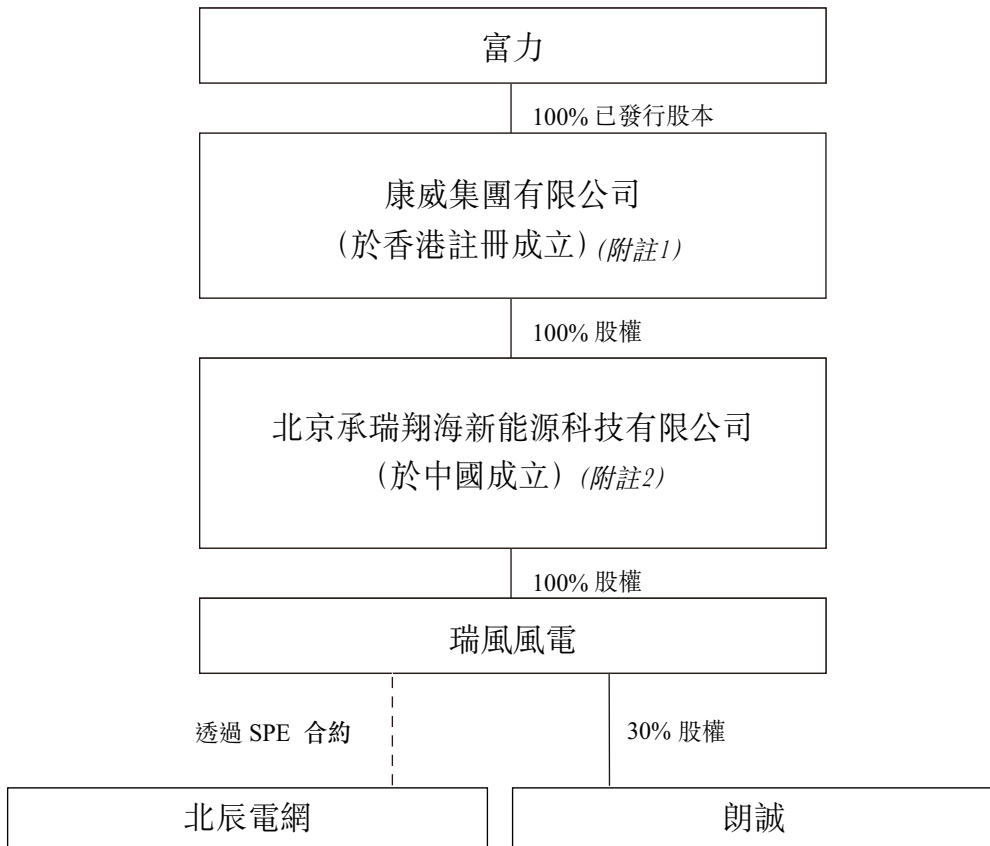 富力
100% 已發行股本
康威集團有限公司
(於香港註冊成立) (附註1)
100% 股權
北京承瑞翔海新能源科技有限公司
(於中國成立) (附註2)
100% 股權
瑞風風電
透過 SPE 合約
30% 股權
北辰電網
朗誠